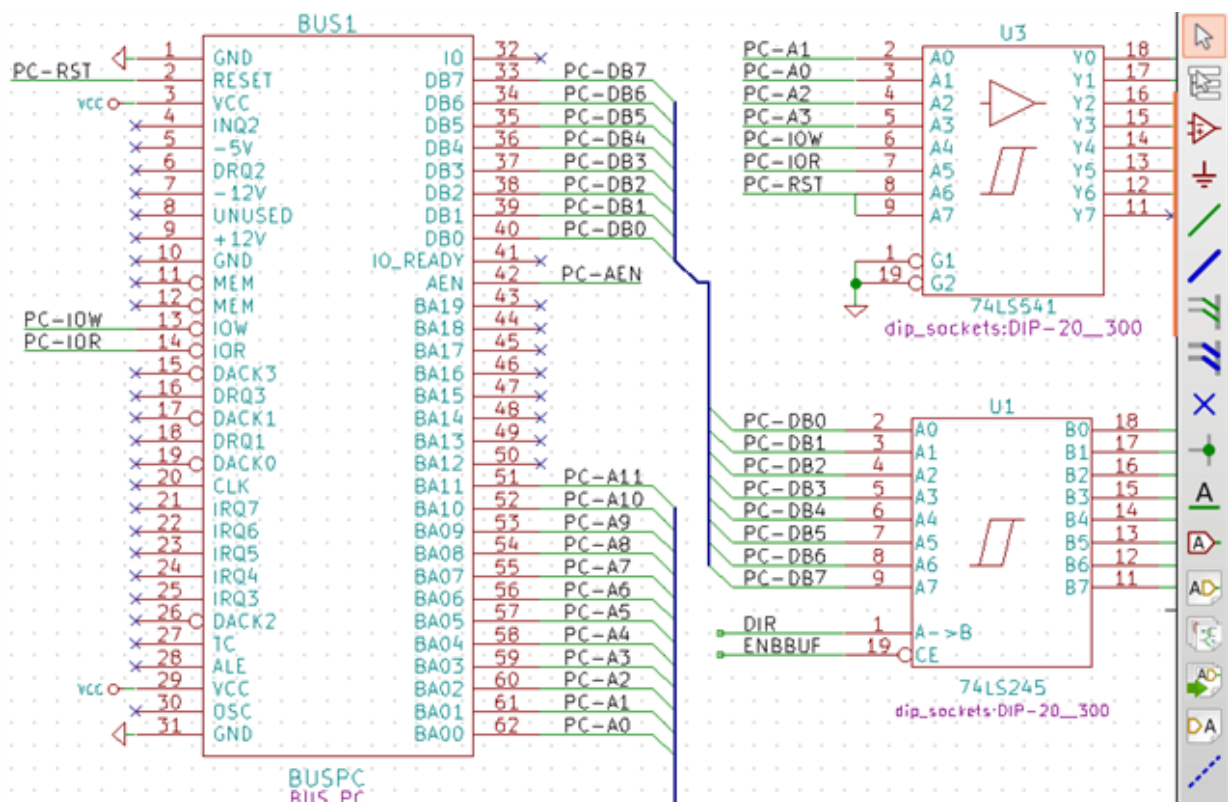 BUS1
PC-RST
VCC
1 GND
2 RESET
3 VCC
4 INQ2
5 -5V
6 DRQ2
7 -12V
8 UNUSED
9 +12V
10 GND
11 MEM
12 MEM
PC-IOW 13 IOW
PC-IOR 14 IOR
15 DACK3
16 DRQ3
17 DACK1
18 DRQ1
19 DACK0
20 CLK
21 IRQ7
22 IRQ6
23 IRQ5
24 IRQ4
25 IRQ3
26 DACK2
27 TC
28 ALE
VCC 29 VCC
30 OSC
31 GND
IO 32
DB7 33 PC-DB7
DB6 34 PC-DB6
DB5 35 PC-DB5
DB4 36 PC-DB4
DB3 37 PC-DB3
DB2 38 PC-DB2
DB1 39 PC-DB1
DB0 40 PC-DB0
IO_READY 41
AEN 42 PC-AEN
BA19 43
BA18 44
BA17 45
BA16 46
BA15 47
BA14 48
BA13 49
BA12 50
BA11 51 PC-A11
BA10 52 PC-A10
BA09 53 PC-A9
BA08 54 PC-A8
BA07 55 PC-A7
BA06 56 PC-A6
BA05 57 PC-A5
BA04 58 PC-A4
BA03 59 PC-A3
BA02 60 PC-A2
BA01 61 PC-A1
BA00 62 PC-A0
BUSPC
BUS_PC
U3
PC-A1 2 A0 Y0 18
PC-A0 3 A1 Y1 17
PC-A2 4 A2 Y2 16
PC-A3 5 A3 Y3 15
PC-IOW 6 A4 Y4 14
PC-IOR 7 A5 Y5 13
PC-RST 8 A6 Y6 12
9 A7 Y7 11
1 G1
19 G2
74LS541
dip_sockets:DIP-20__300
U1
PC-DB0 2 A0 B0 18
PC-DB1 3 A1 B1 17
PC-DB2 4 A2 B2 16
PC-DB3 5 A3 B3 15
PC-DB4 6 A4 B4 14
PC-DB5 7 A5 B5 13
PC-DB6 8 A6 B6 12
PC-DB7 9 A7 B7 11
DIR 1 A->B
ENBBUF 19 CE
74LS245
dip_sockets:DIP-20__300
A
A
AD
AD
DA